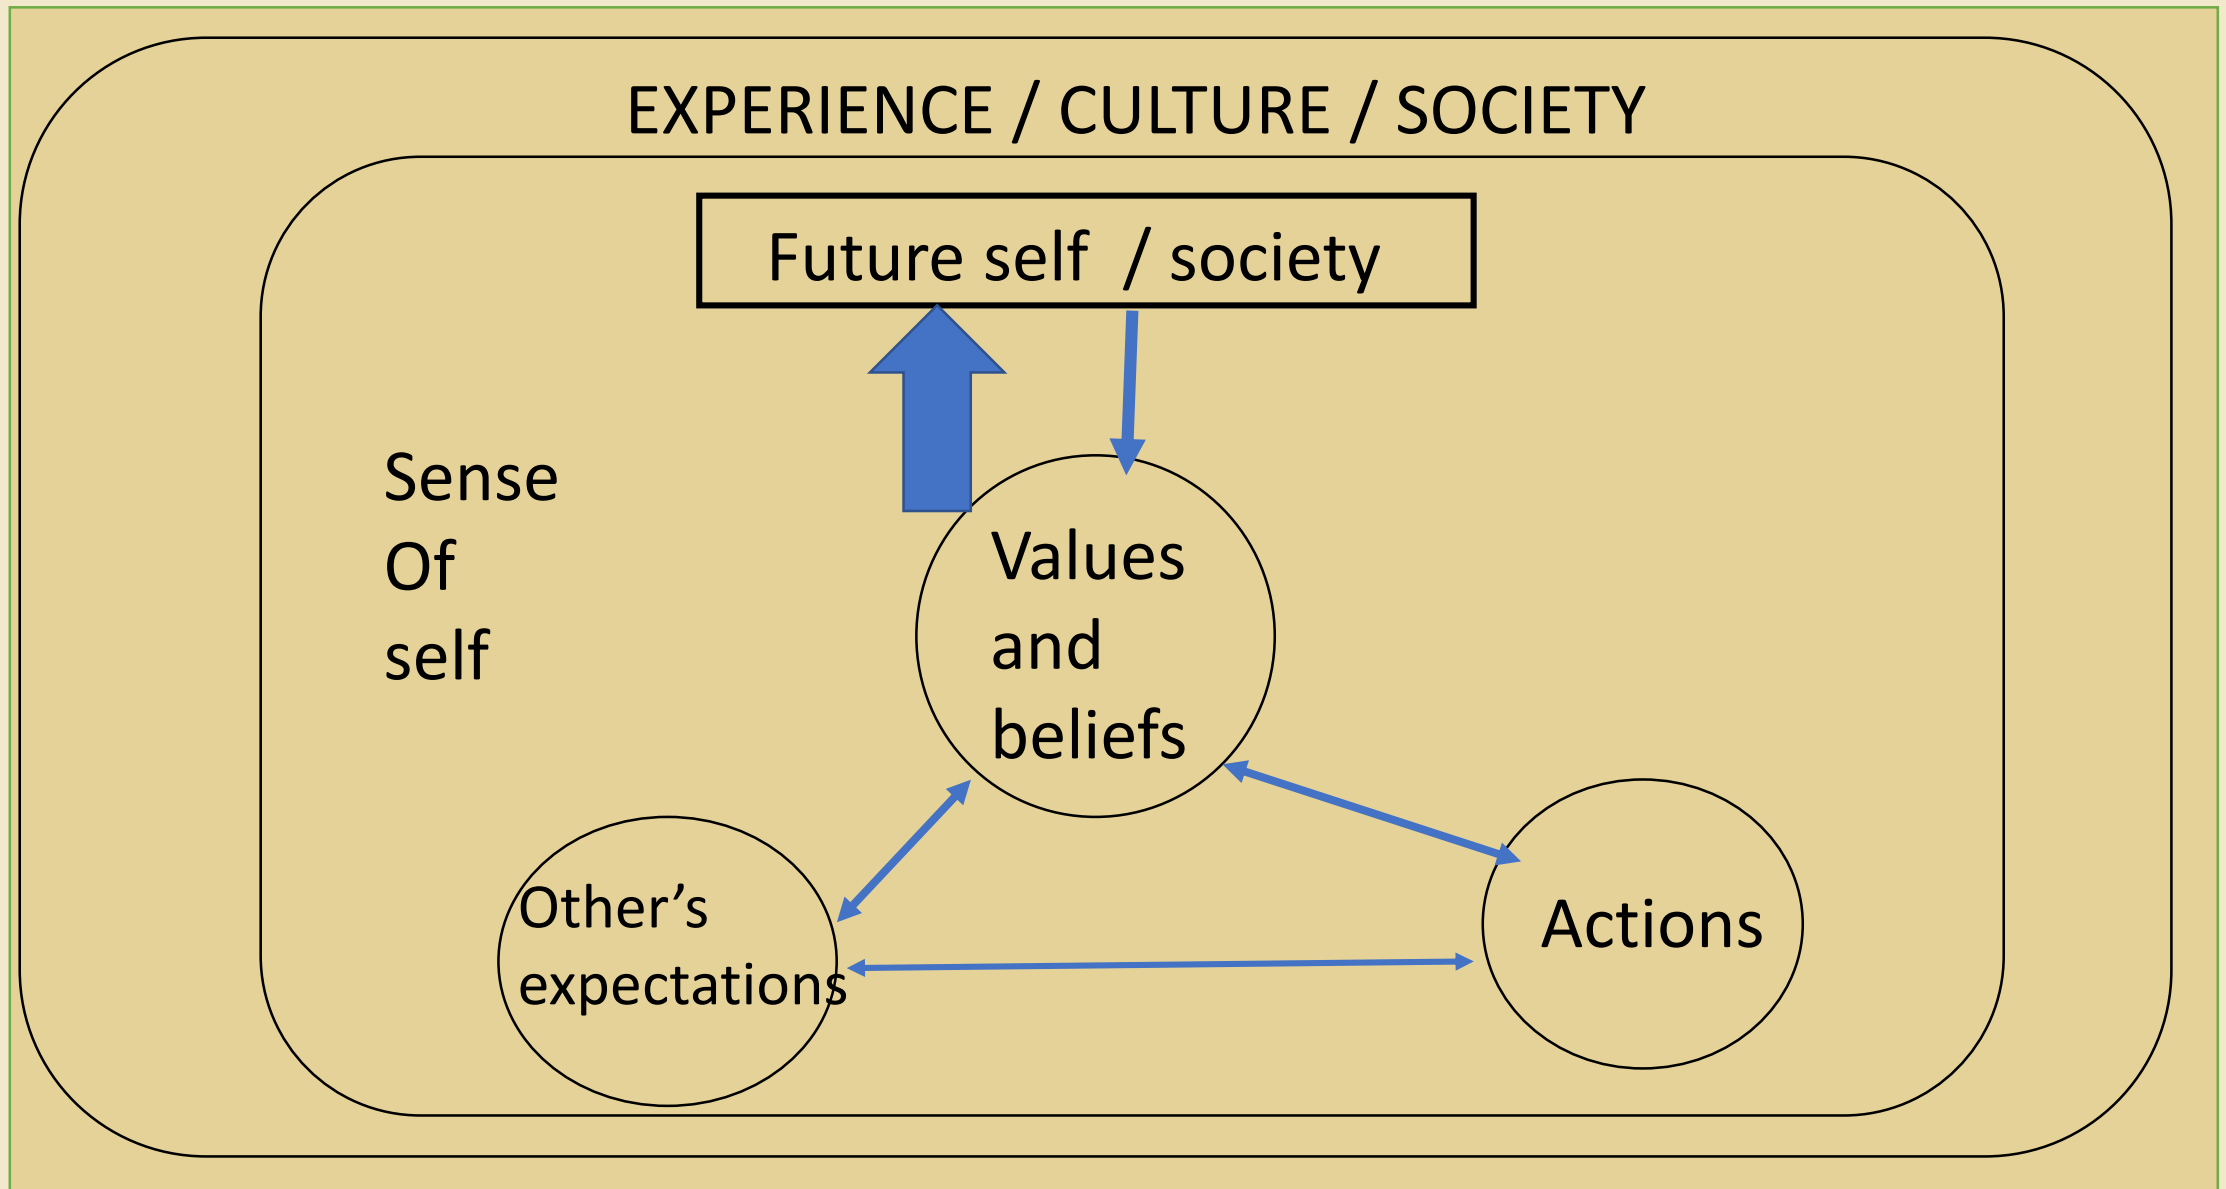 EXPERIENCE / CULTURE / SOCIETY
Future self / society
Sense
Of
self
Values
and
beliefs
Other’s
expectations
Actions